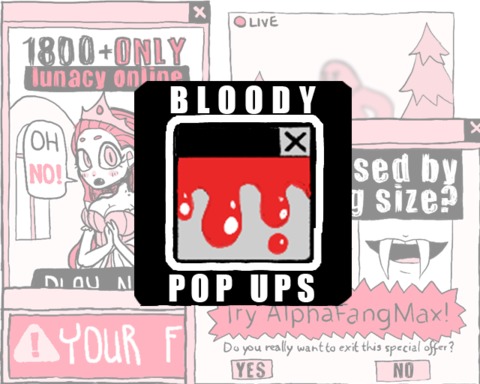 1800+ONLY
lunacy online
LIVE
OH
NO!
BLOODY
POP UPS
sed by
g size?
YOUR F
Try AlphaFangMax!
Do you really want to exit this special offer?
YES
NO